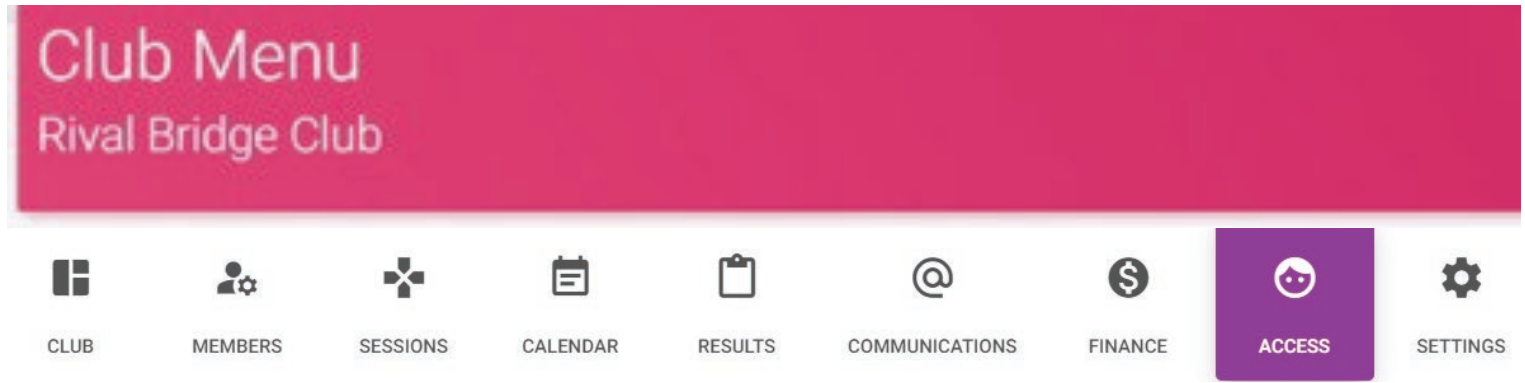 Club Menu
Rival Bridge Club
CLUB MEMBERS SESSIONS CALENDAR RESULTS COMMUNICATIONS FINANCE ACCESS SETTINGS